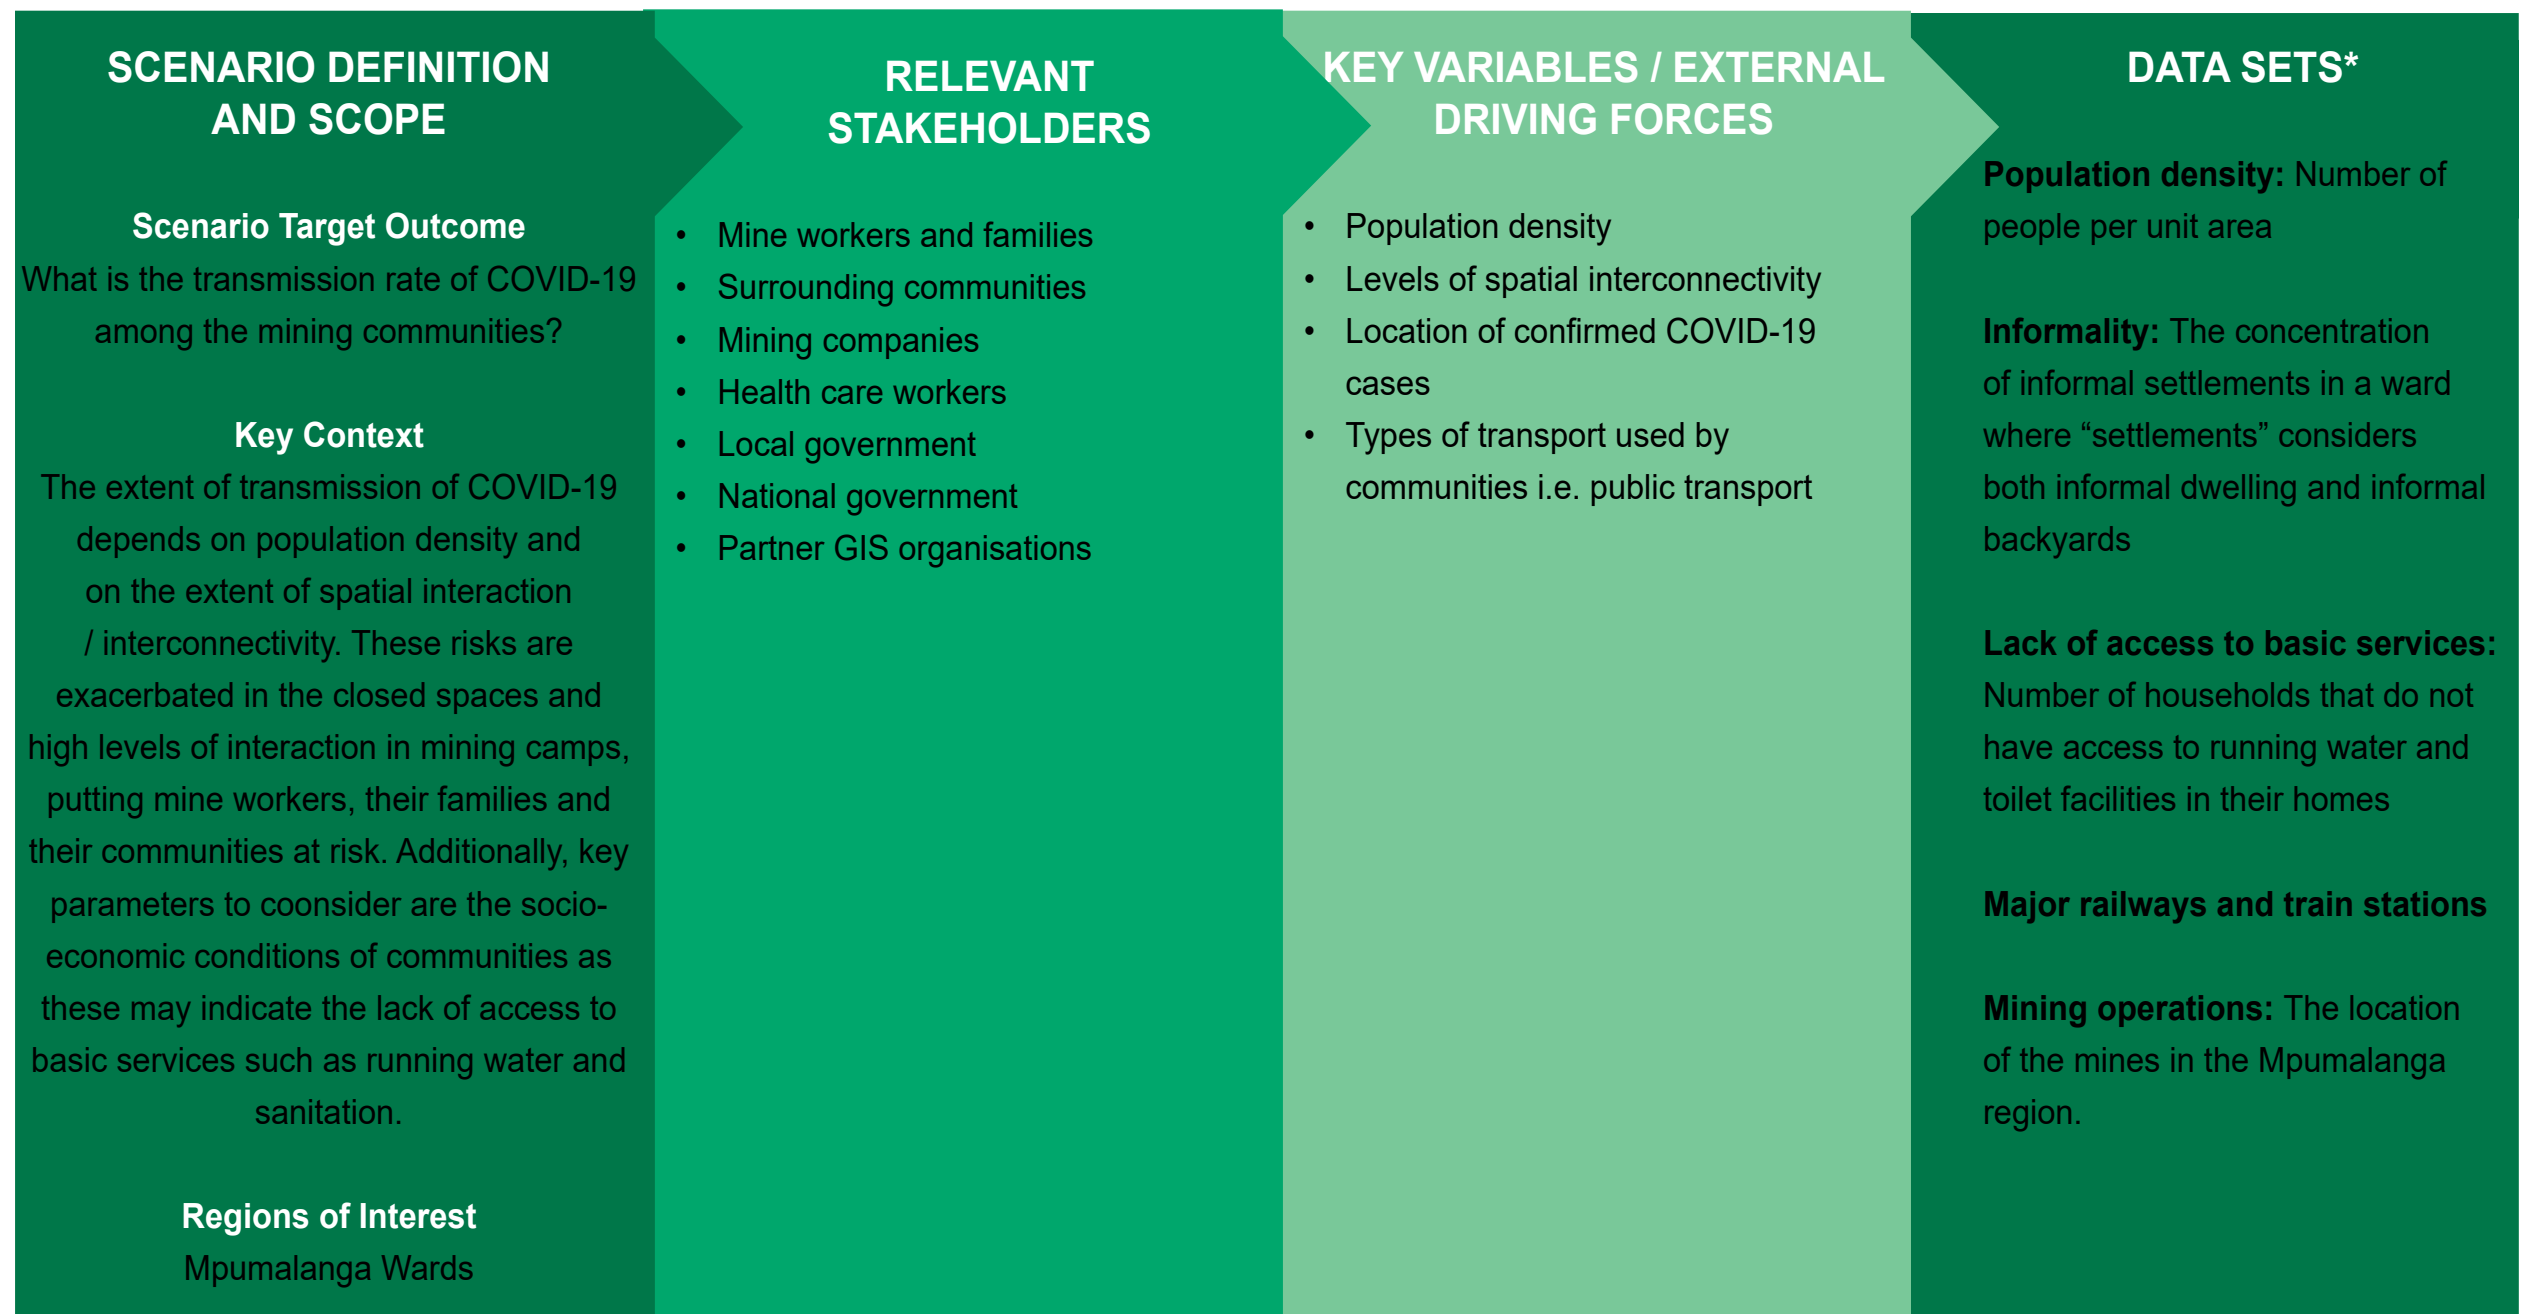 SCENARIO DEFINITION
AND SCOPE
Scenario Target Outcome
What is the transmission rate of COVID-19
among the mining communities?
Key Context
The extent of transmission of COVID-19
depends on population density and
on the extent of spatial interaction
/ interconnectivity. These risks are
exacerbated in the closed spaces and
high levels of interaction in mining camps,
putting mine workers, their families and
their communities at risk. Additionally, key
parameters to coonsider are the socio-
economic conditions of communities as
these may indicate the lack of access to
basic services such as running water and
sanitation.
Regions of Interest
Mpumalanga Wards
RELEVANT
STAKEHOLDERS
• Mine workers and families
• Surrounding communities
• Mining companies
• Health care workers
• Local government
• National government
• Partner GIS organisations
KEY VARIABLES / EXTERNAL
DRIVING FORCES
• Population density
• Levels of spatial interconnectivity
• Location of confirmed COVID-19
cases
• Types of transport used by
communities i.e. public transport
DATA SETS*
Population density: Number of
people per unit area
Informality: The concentration
of informal settlements in a ward
where “settlements” considers
both informal dwelling and informal
backyards
Lack of access to basic services:
Number of households that do not
have access to running water and
toilet facilities in their homes
Major railways and train stations
Mining operations: The location
of the mines in the Mpumalanga
region.